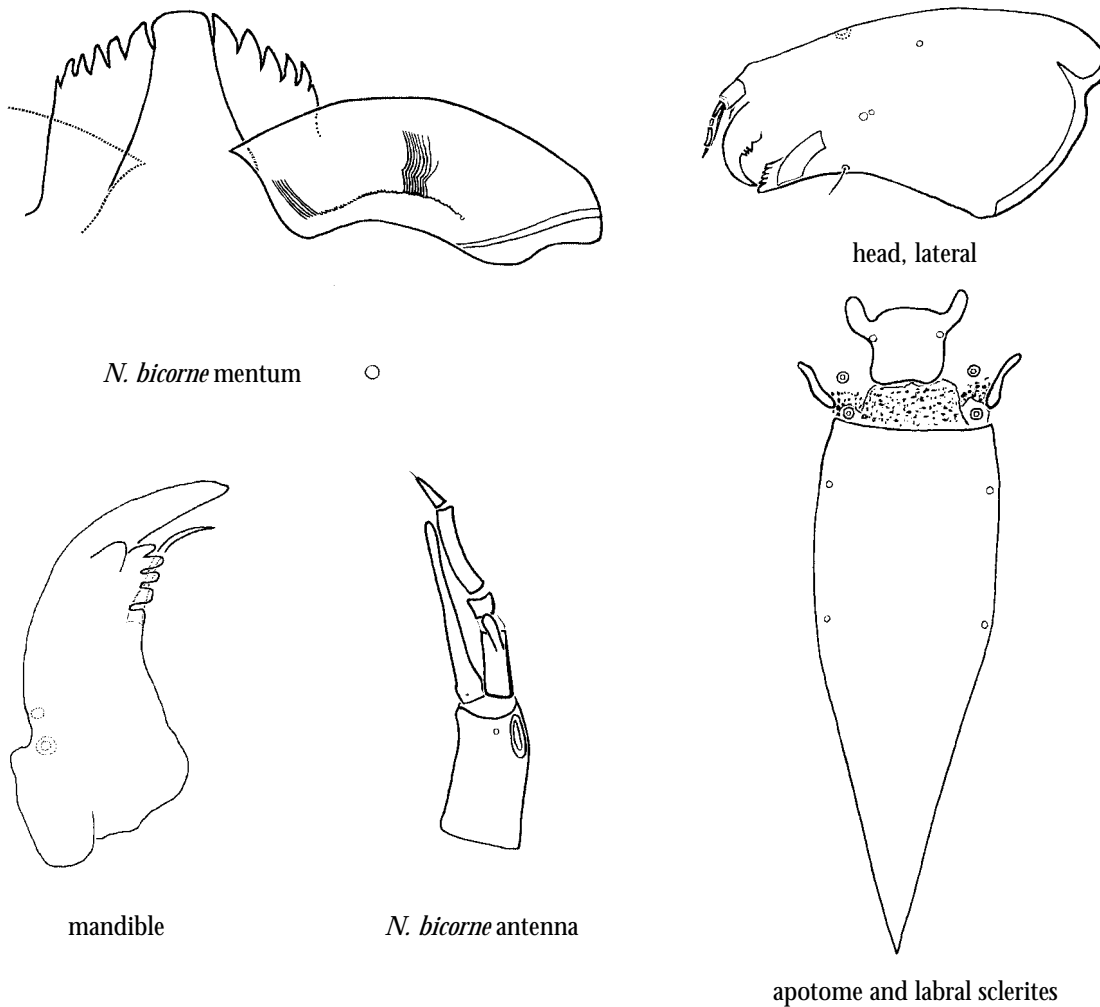 head, lateral
N. bicorne mentum
mandible
N. bicorne antenna
apotome and labral sclerites